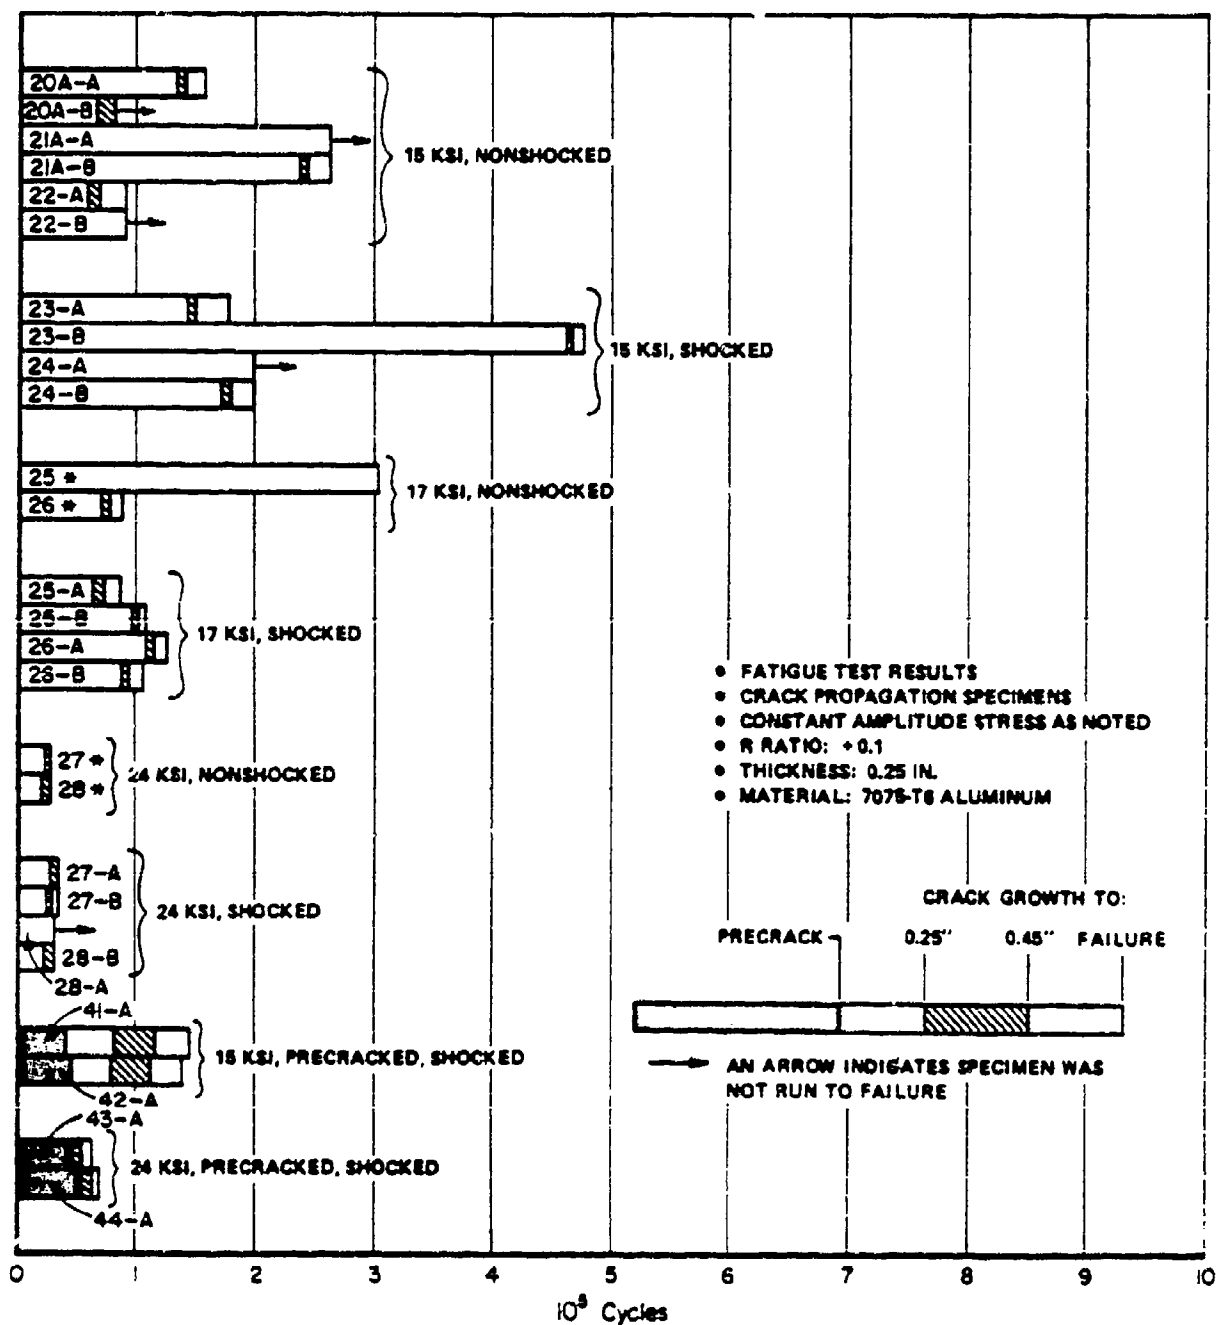 20A-A
20A-B
21A-A
21A-B
22-A
22-B
15 KSI, NONSHOCKED
23-A
23-B
24-A
24-B
15 KSI, SHOCKED
25 *
26 *
17 KSI, NONSHOCKED
25-A
25-B
26-A
26-B
17 KSI, SHOCKED
27 *
28 *
24 KSI, NONSHOCKED
27-A
27-B
28-B
28-A
24 KSI, SHOCKED
41-A
42-A
15 KSI, PRECRACKED, SHOCKED
43-A
44-A
24 KSI, PRECRACKED, SHOCKED
• FATIGUE TEST RESULTS
• CRACK PROPAGATION SPECIMENS
• CONSTANT AMPLITUDE STRESS AS NOTED
• R RATIO: +0.1
• THICKNESS: 0.25 IN.
• MATERIAL: 7075-T6 ALUMINUM
CRACK GROWTH TO:
PRECRACK 0.25" 0.45" FAILURE
AN ARROW INDICATES SPECIMEN WAS
NOT RUN TO FAILURE
0 1 2 3 4 5 6 7 8 9 10
10⁵ Cycles